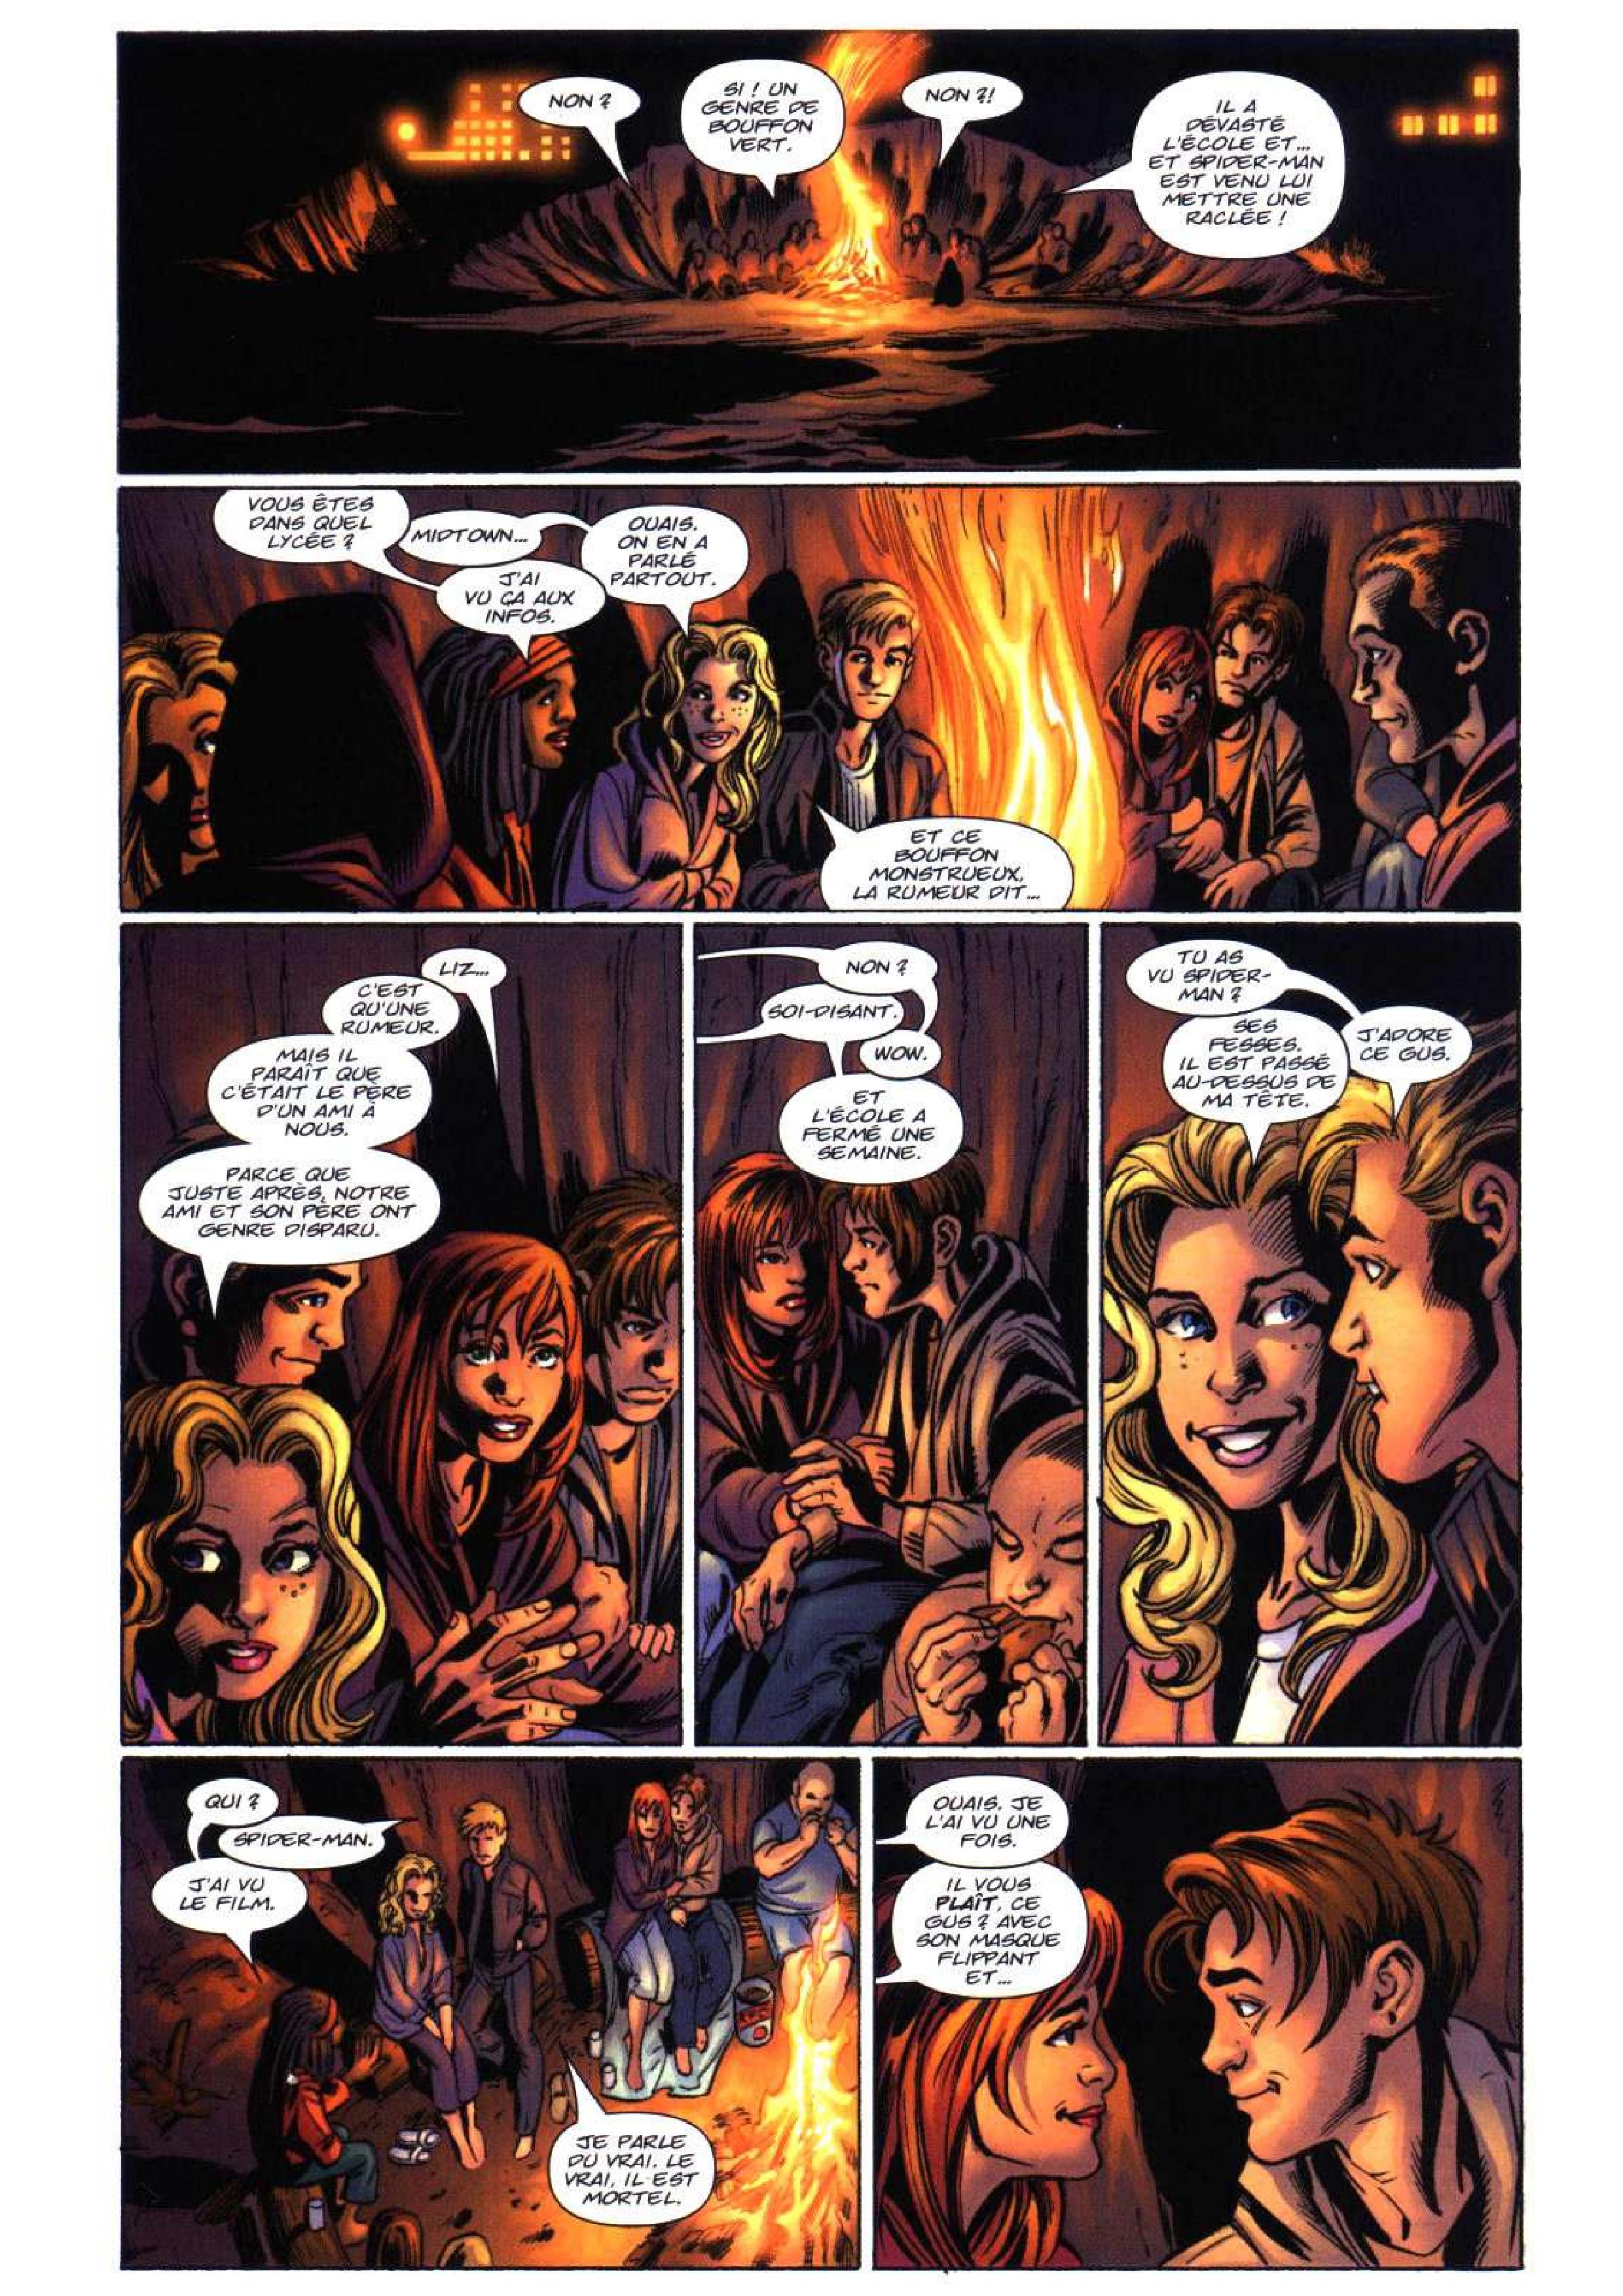 NON ?
SI ! UN
GENRE DE
BOUFFON
VERT.
NON ?!
IL A
DÉVASTÉ
L'ÉCOLE ET...
ET SPIDER-MAN
EST VENU LUI
METTRE UNE
RACLÉE !
VOUS ÊTES
DANS QUEL
LYCÉE ?
MIDTOWN...
J'AI
VU ÇA AUX
INFOS.
OUAIS.
ON EN A
PARLÉ
PARTOUT.
ET CE
BOUFFON
MONSTRUEUX,
LA RUMEUR DIT...
LIZ...
C'EST
QU'UNE
RUMEUR.
MAIS IL
PARAÎT QUE
C'ÉTAIT LE PÈRE
D'UN AMI À
NOUS.
PARCE QUE
JUSTE APRÈS, NOTRE
AMI ET SON PÈRE ONT
GENRE DISPARU.
NON ?
SOI-DISANT.
WOW.
ET
L'ÉCOLE A
FERMÉ UNE
SEMAINE.
TU AS
VU SPIDER-
MAN ?
J'ADORE
CE GUS.
SES
FESSES.
IL EST PASSÉ
AU-DESSUS DE
MA TÊTE.
QUI ?
SPIDER-MAN.
J'AI VU
LE FILM.
JE PARLE
DU VRAI. LE
VRAI, IL EST
MORTEL.
OUAIS. JE
L'AI VU UNE
FOIS.
IL VOUS
PLAÎT, CE
GUS ? AVEC
SON MASQUE
FLIPPANT
ET...